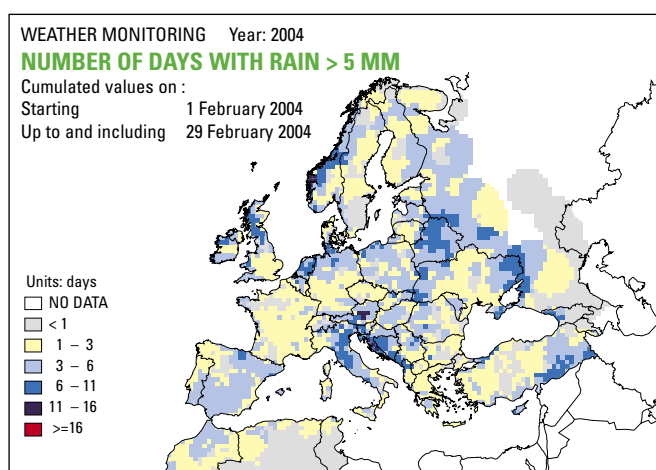 WEATHER MONITORING Year: 2004
NUMBER OF DAYS WITH RAIN > 5 MM
Cumulated values on :
Starting 1 February 2004
Up to and including 29 February 2004
Units: days
NO DATA
< 1
1 – 3
3 – 6
6 – 11
11 – 16
>=16